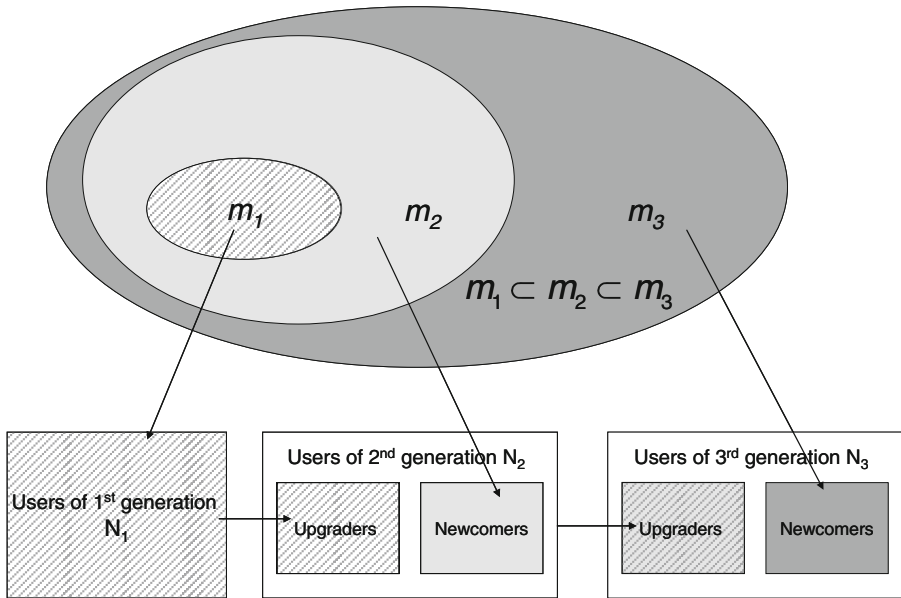 m₁
m₂
m₃
m₁ ⊂ m₂ ⊂ m₃
Users of 1ˢᵗ generation
N₁
Users of 2ⁿᵈ generation N₂
Upgraders
Newcomers
Users of 3ʳᵈ generation N₃
Upgraders
Newcomers